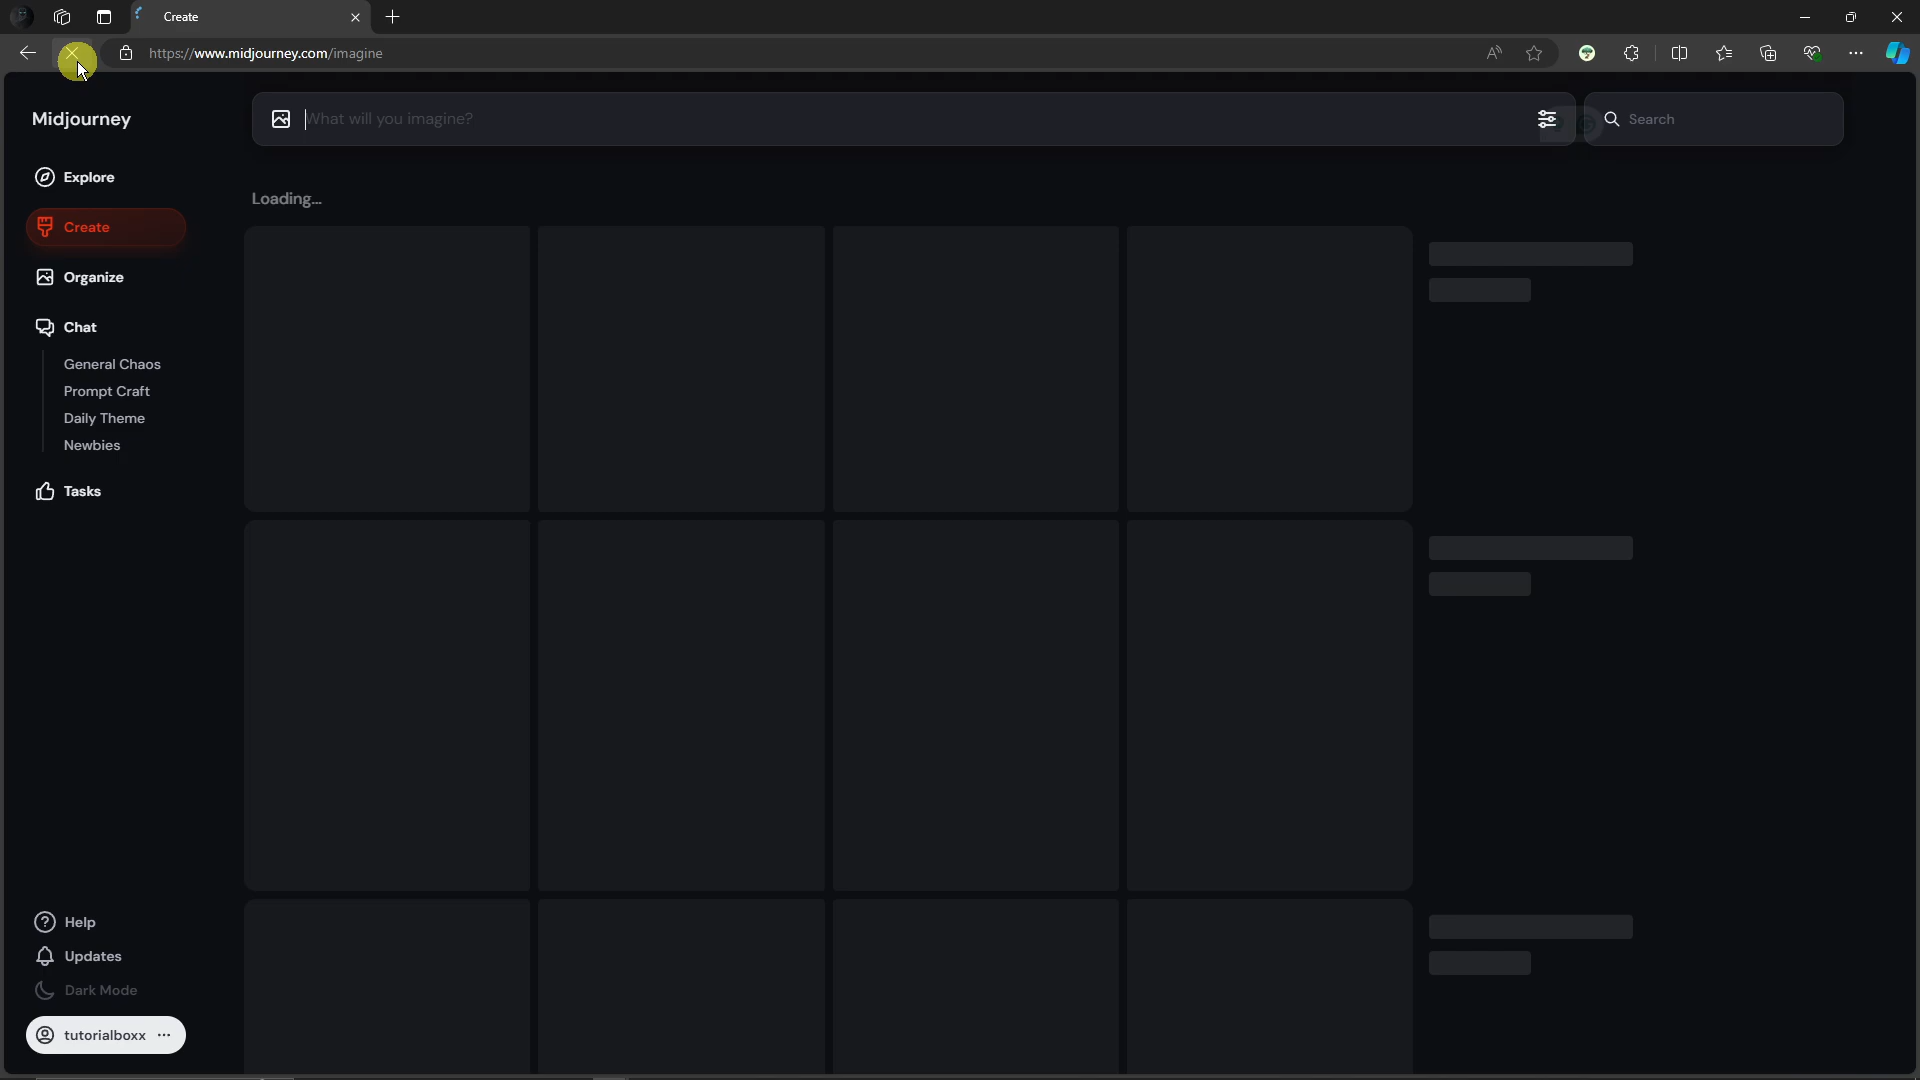 Create
https://www.midjourney.com/imagine
Midjourney
What will you imagine?
Search
Explore
Loading...
Create
Organize
Chat
General Chaos
Prompt Craft
Daily Theme
Newbies
Tasks
Help
Updates
Dark Mode
tutorialboxx